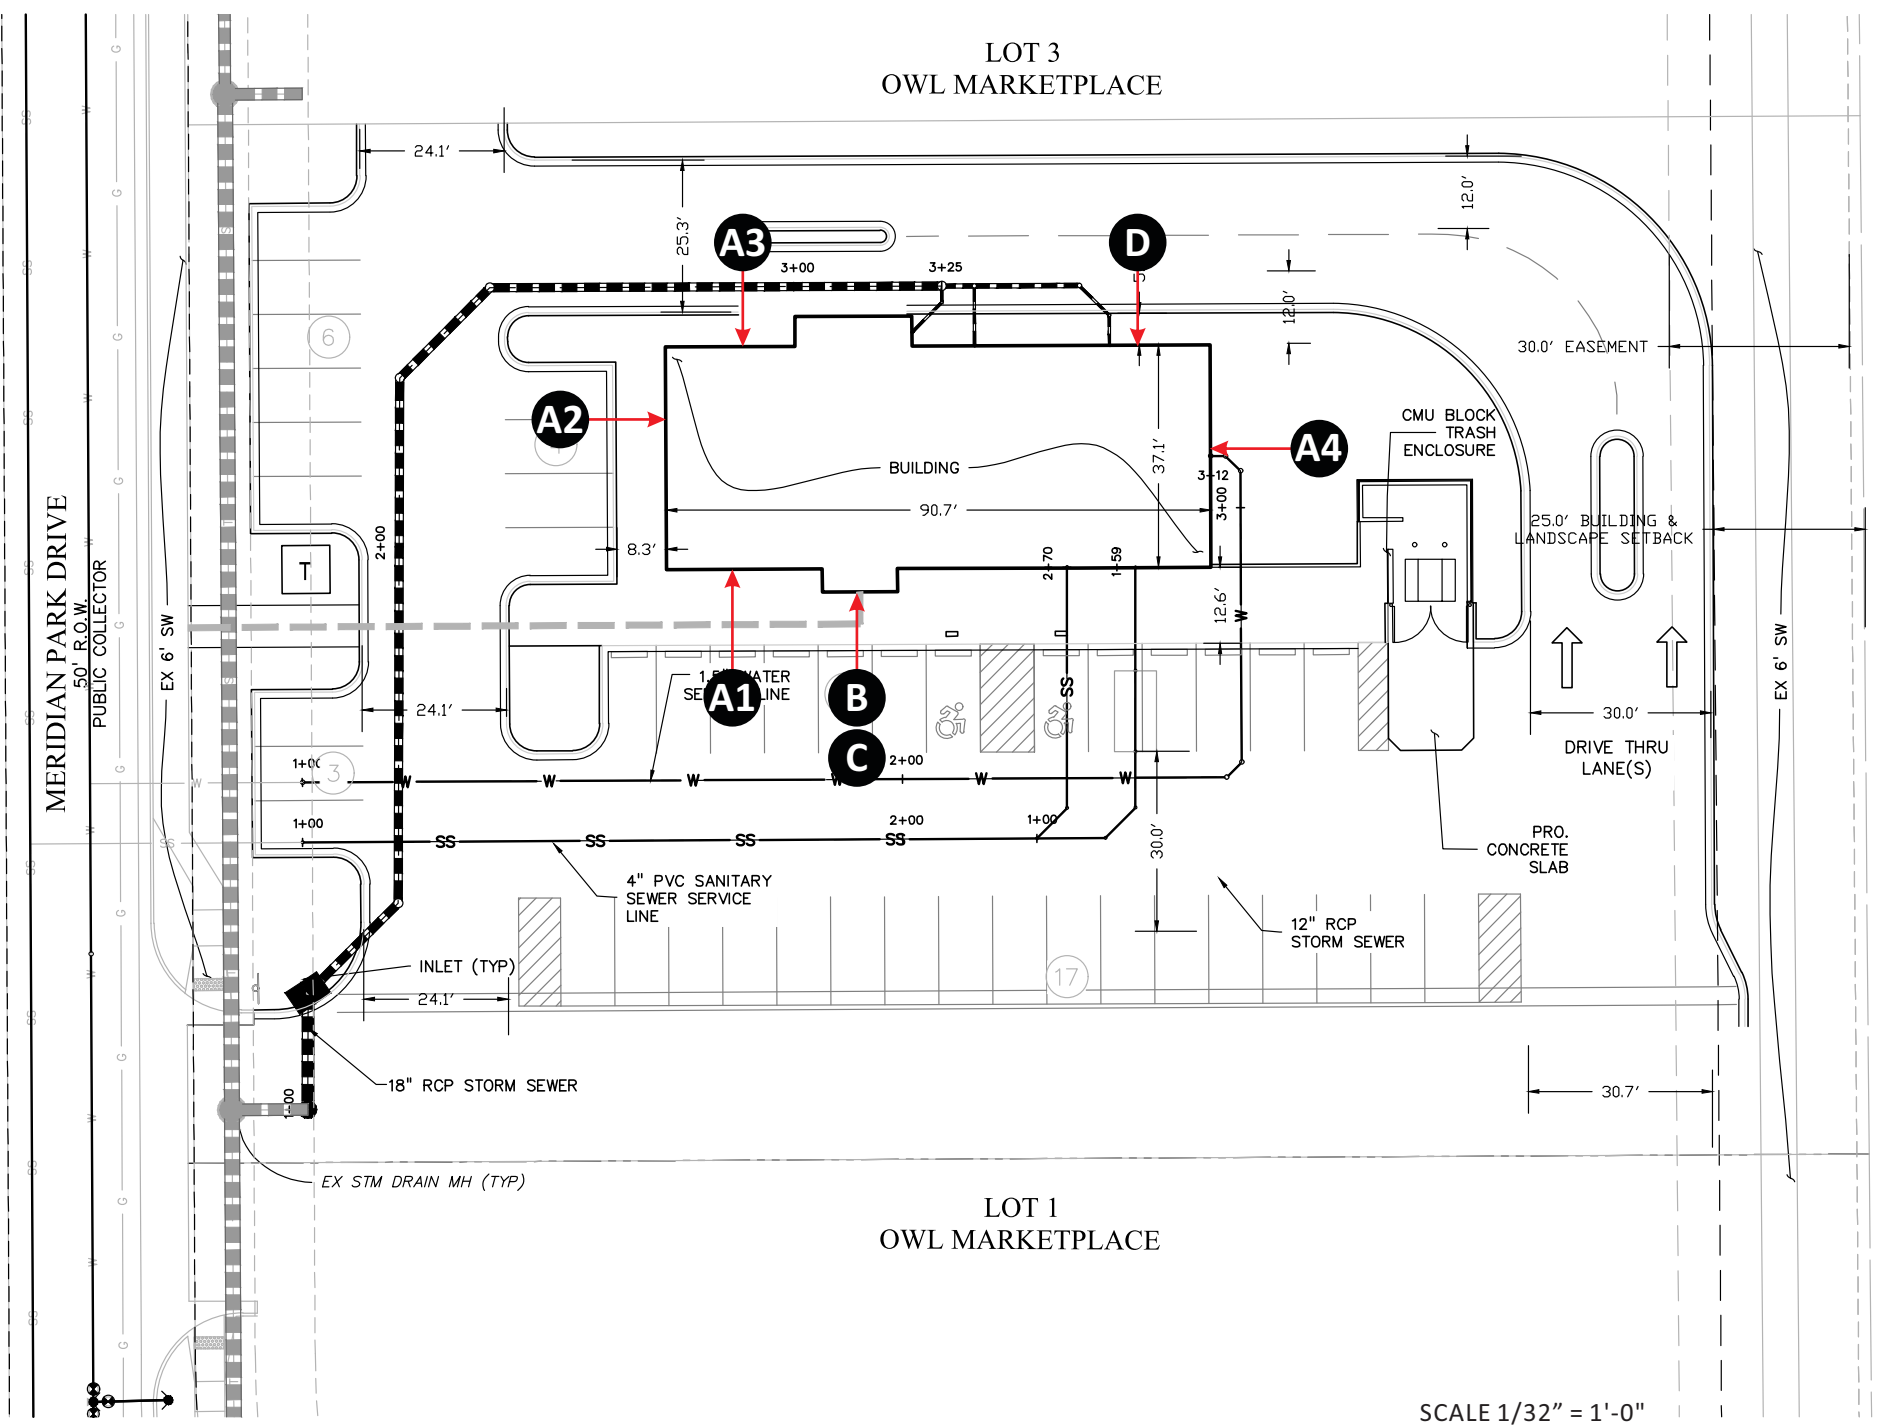 LOT 3
OWL MARKETPLACE
24.1'
25.3'
12.0'
A3
D
3+00
3+25
12.0'
6
30.0' EASEMENT
A2
A4
CMU BLOCK
TRASH
ENCLOSURE
BUILDING
37.1'
3+12
3+00
90.7'
25.0' BUILDING &
LANDSCAPE SETBACK
2+00
8.3'
2+70
1+59
T
MERIDIAN PARK DRIVE
50' R.O.W.
PUBLIC COLLECTOR
EX 6' SW
12.6'
W
EX 6' SW
A1
B
C
SS
24.1'
30.0'
DRIVE THRU
LANE(S)
3
2+00
W W W W W W
1+00
2+00
1+00
SS SS SS SS
30.0'
PRO.
CONCRETE
SLAB
4" PVC SANITARY
SEWER SERVICE
LINE
12" RCP
STORM SEWER
INLET (TYP)
17
24.1'
18" RCP STORM SEWER
1+00
30.7'
EX STM DRAIN MH (TYP)
LOT 1
OWL MARKETPLACE
SCALE 1/32" = 1'-0"